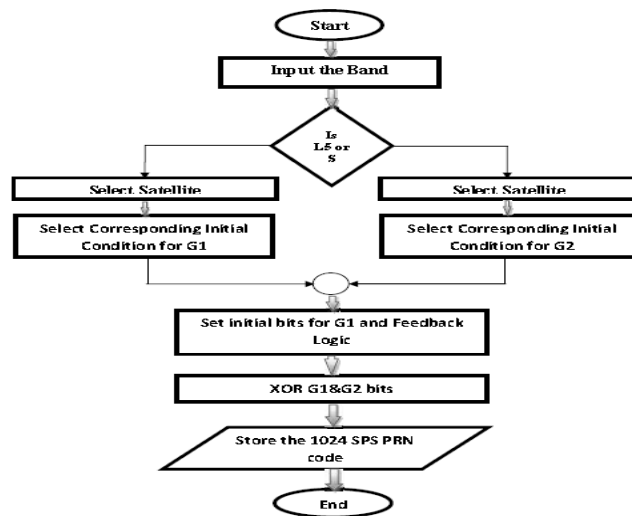 Start
Input the Band
Is
L5 or
S
Select Satellite
Select Satellite
Select Corresponding Initial
Condition for G1
Select Corresponding Initial
Condition for G2
Set initial bits for G1 and Feedback
Logic
XOR G1&G2 bits
Store the 1024 SPS PRN
code
End